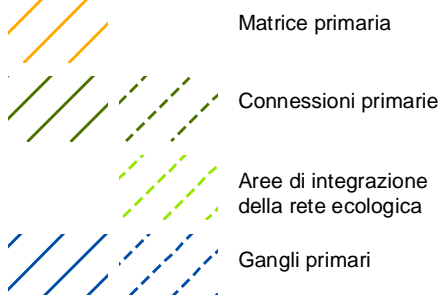 Matrice primaria
Connessioni primarie
Aree di integrazione
della rete ecologica
Gangli primari